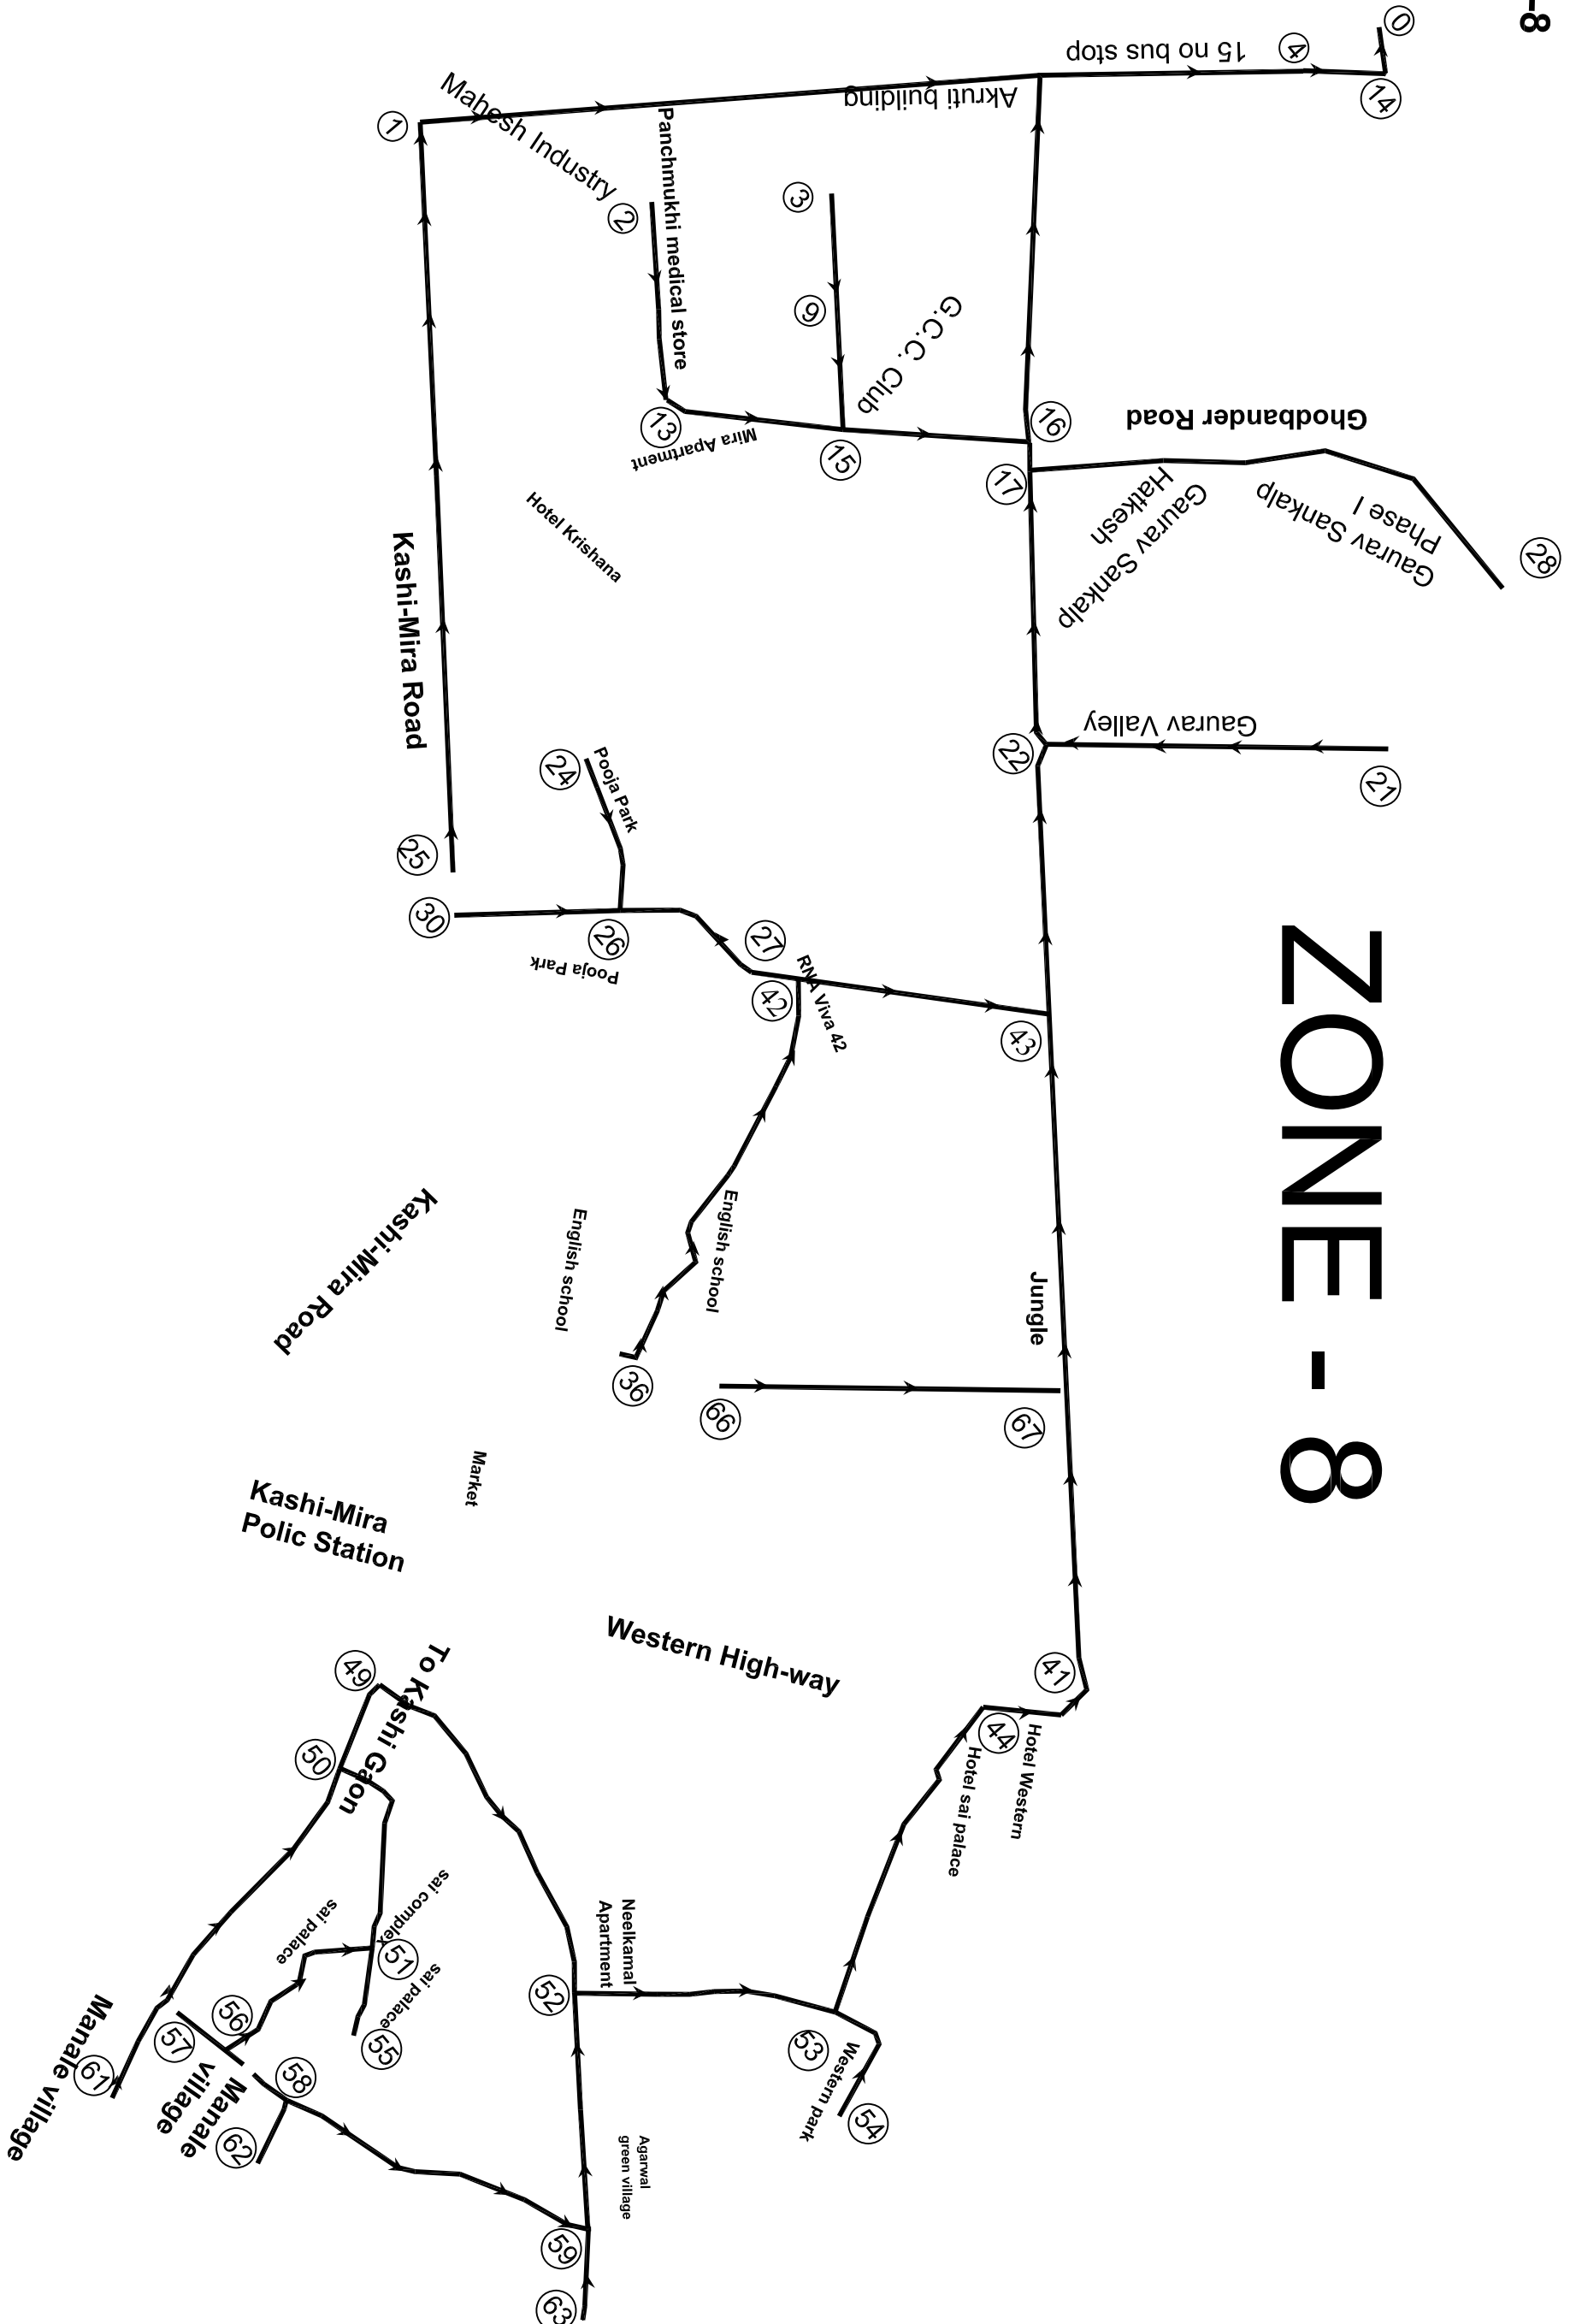 -8
0
15 no bus stop
4
14
Mahesh Industry
1
Akruti building
Panchmukhi medical store
2
3
6
G.C.C. Club
13
Mira Apartment
15
16
Ghodbander Road
17
Gaurav Sankalp
Hatkesh
Gaurav Sankalp
Phase I
28
Hotel Krishana
Kashi-Mira Road
22
Gaurav Valley
21
24
Pooja Park
25
30
26
Pooja Park
27
RNA Viva 42
42
43
ZONE - 8
Kashi-Mira Road
English school
English school
Jungle
36
66
67
Market
Kashi-Mira
Polic Station
Western High-way
41
44
Hotel Western
Hotel sai palace
49
To Kashi Gaon
50
sai complex
sai palace
51
sai palace
55
56
57
58
Neelkamal
Apartment
52
53
Western park
54
Manale village
61
Manale
village
62
Agarwal
green village
59
63